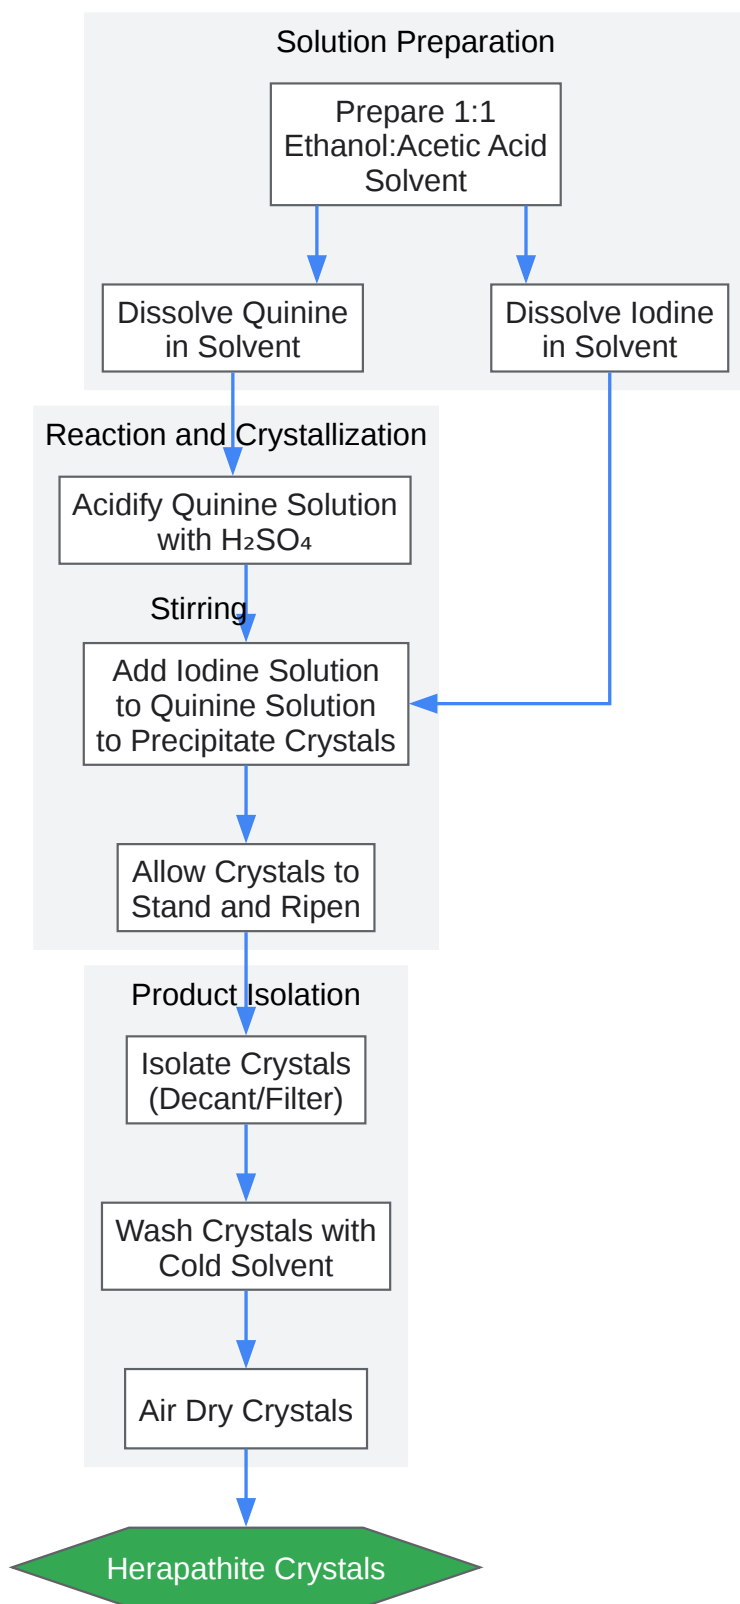 Solution Preparation
Prepare 1:1
Ethanol:Acetic Acid
Solvent
Dissolve Quinine
in Solvent
Dissolve Iodine
in Solvent
Reaction and Crystallization
Acidify Quinine Solution
with H₂SO₄
Stirring
Add Iodine Solution
to Quinine Solution
to Precipitate Crystals
Allow Crystals to
Stand and Ripen
Product Isolation
Isolate Crystals
(Decant/Filter)
Wash Crystals with
Cold Solvent
Air Dry Crystals
Herapathite Crystals